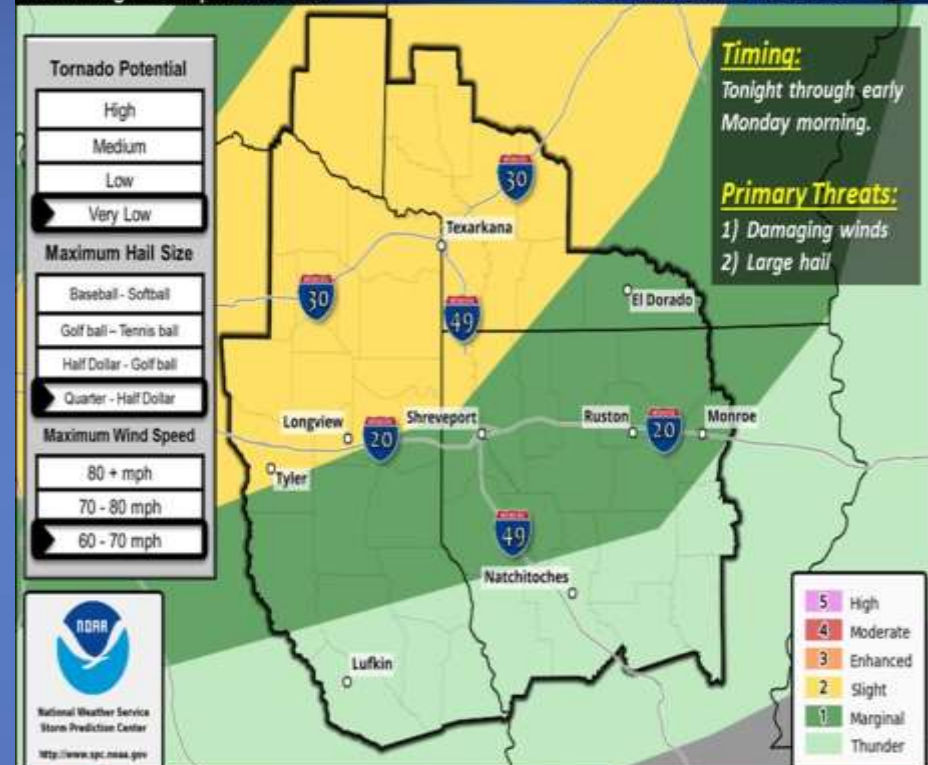 Tornado Potential
High
Medium
Low
Very Low
Maximum Hail Size
Baseball - Softball
Golf ball – Tennis ball
Half Dollar - Golf ball
Quarter - Half Dollar
Maximum Wind Speed
80 + mph
70 - 80 mph
60 - 70 mph
Timing:
Tonight through early
Monday morning.
Primary Threats:
1) Damaging winds
2) Large hail
30
Texarkana
30
49
El Dorado
Longview
20
Shreveport
Ruston
20
Monroe
Tyler
49
Natchitoches
Lufkin
NOAA
National Weather Service
Storm Prediction Center
http://www.spc.noaa.gov
5 High
4 Moderate
3 Enhanced
2 Slight
1 Marginal
Thunder